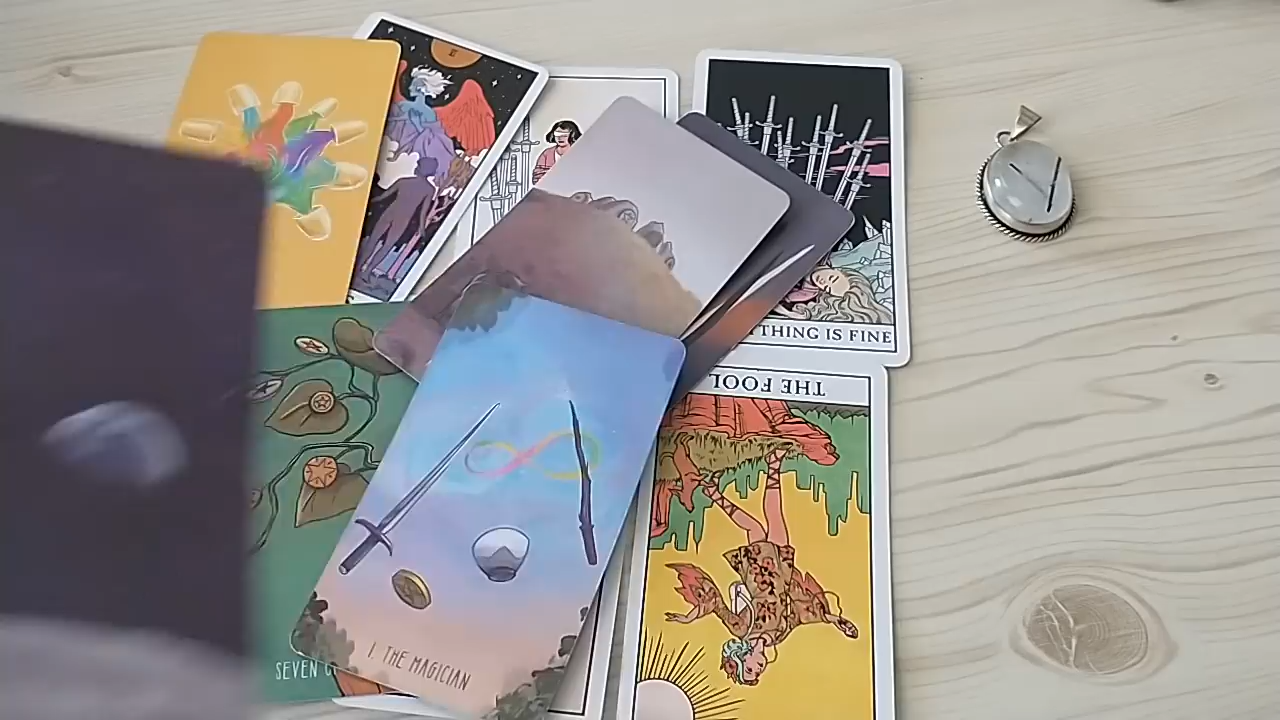 THING IS FINE
THE FOOL
SEVEN
I. THE MAGICIAN